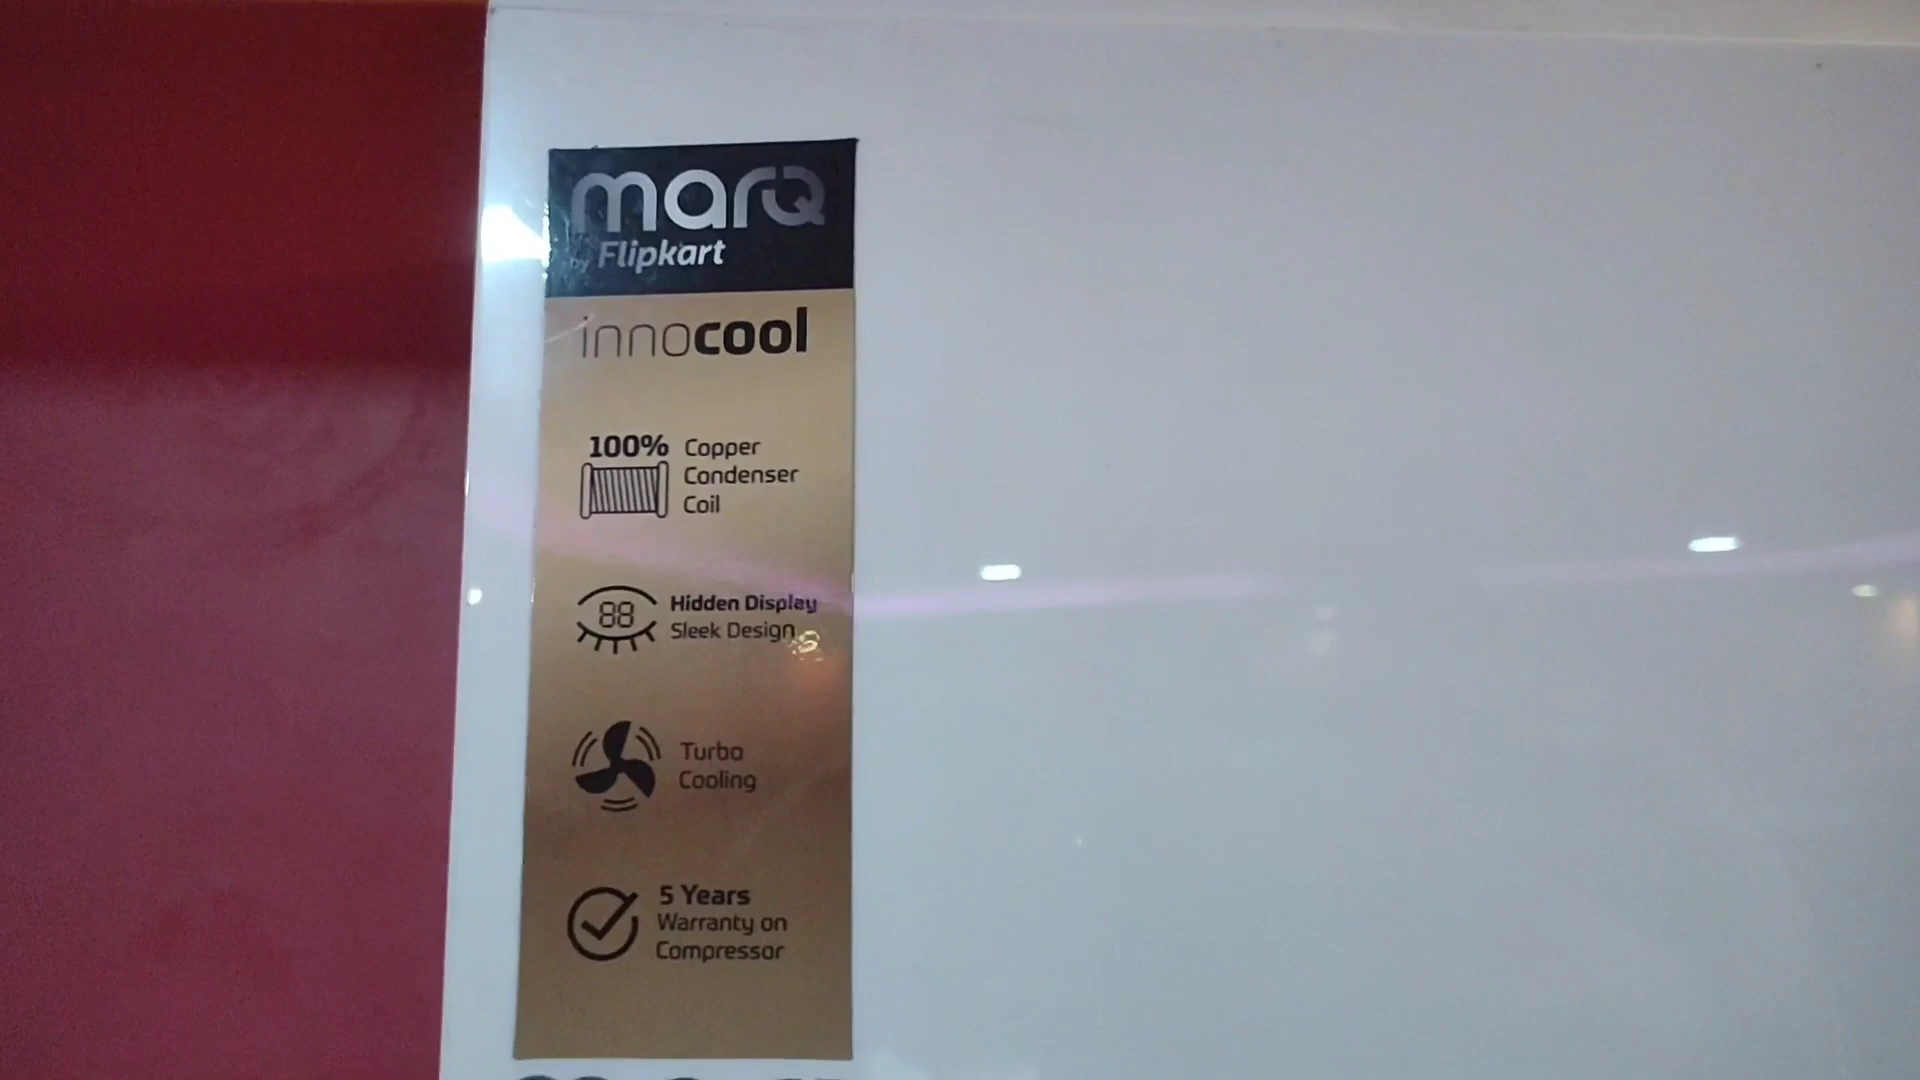 marQ
by Flipkart
innocool
100% Copper
Condenser
Coil
88
Hidden Display
Sleek Design
Turbo
Cooling
5 Years
Warranty on
Compressor